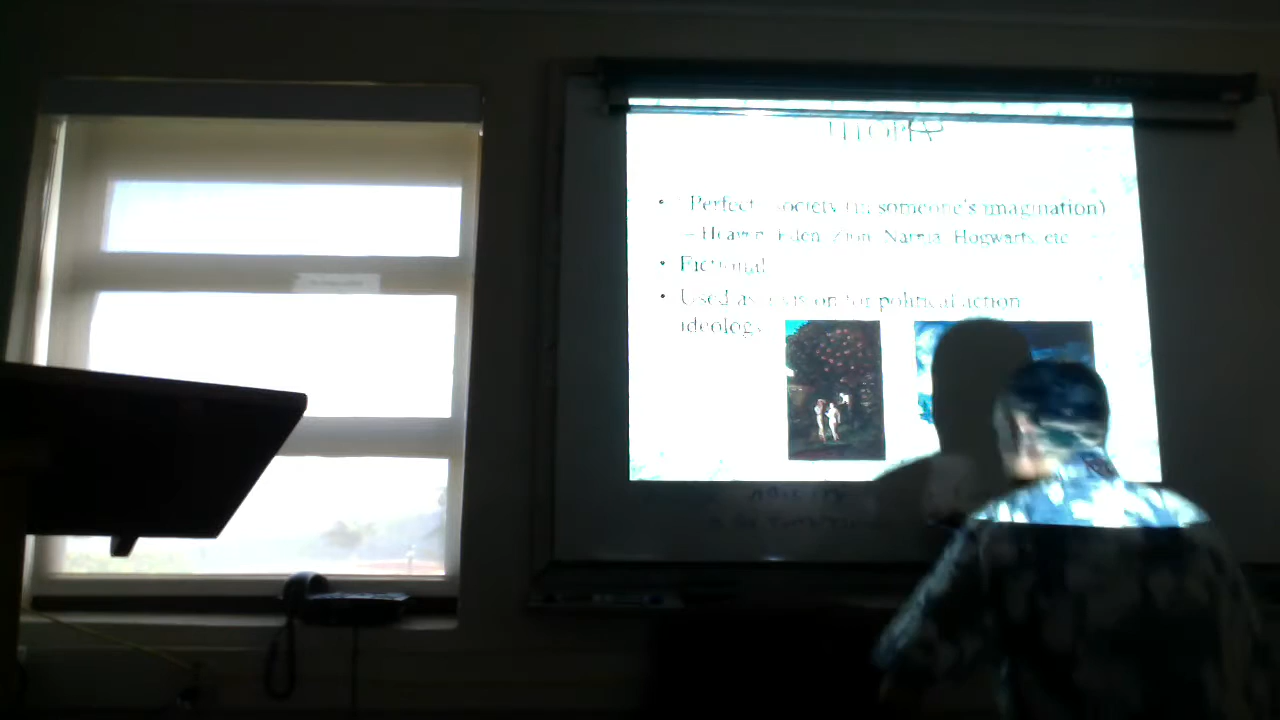 UTOPIA
• Perfect society (in someone's imagination)
– Heaven, Eden, Zion, Narnia, Hogwarts, etc
• Fictional
• Used as a vision for political action
ideology